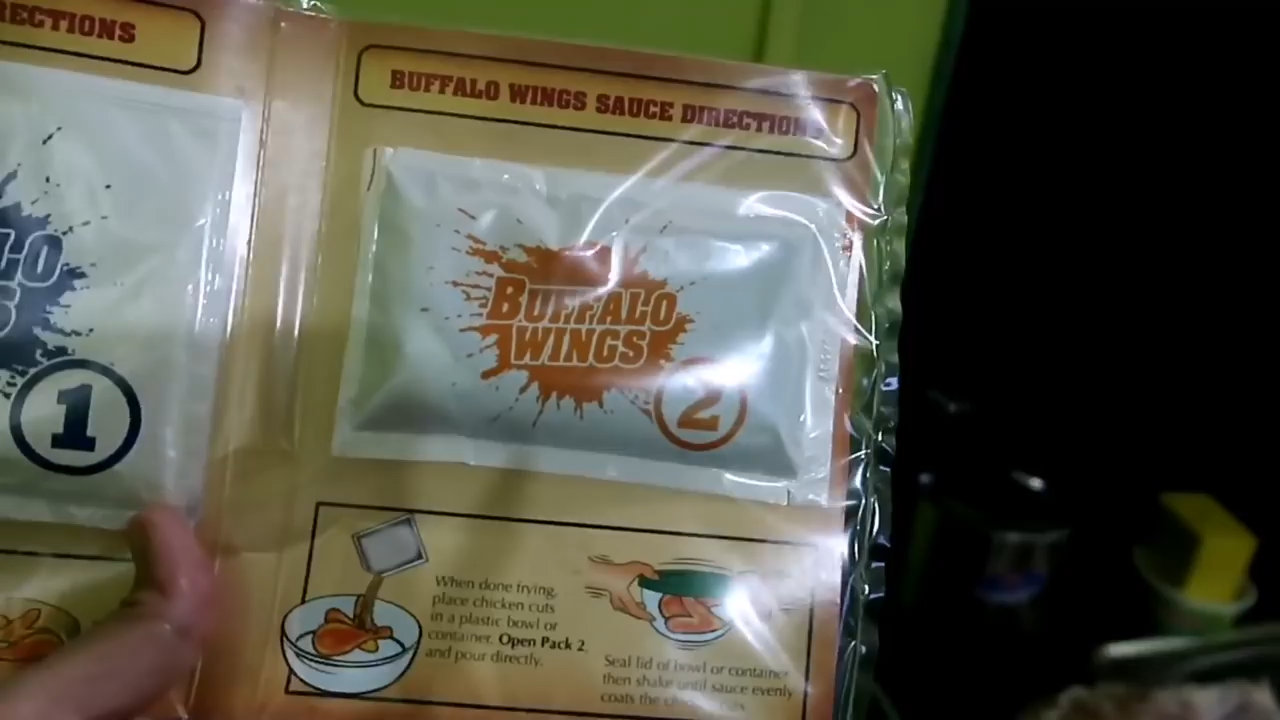 RECTIONS
BUFFALO WINGS SAUCE DIRECTIONS
LO
S
1
BUFFALO
WINGS
2
When done frying,
place chicken cuts
in a plastic bowl or
container. Open Pack 2
and pour directly.
Seal lid of bowl or container
then shake until sauce evenly
coats the